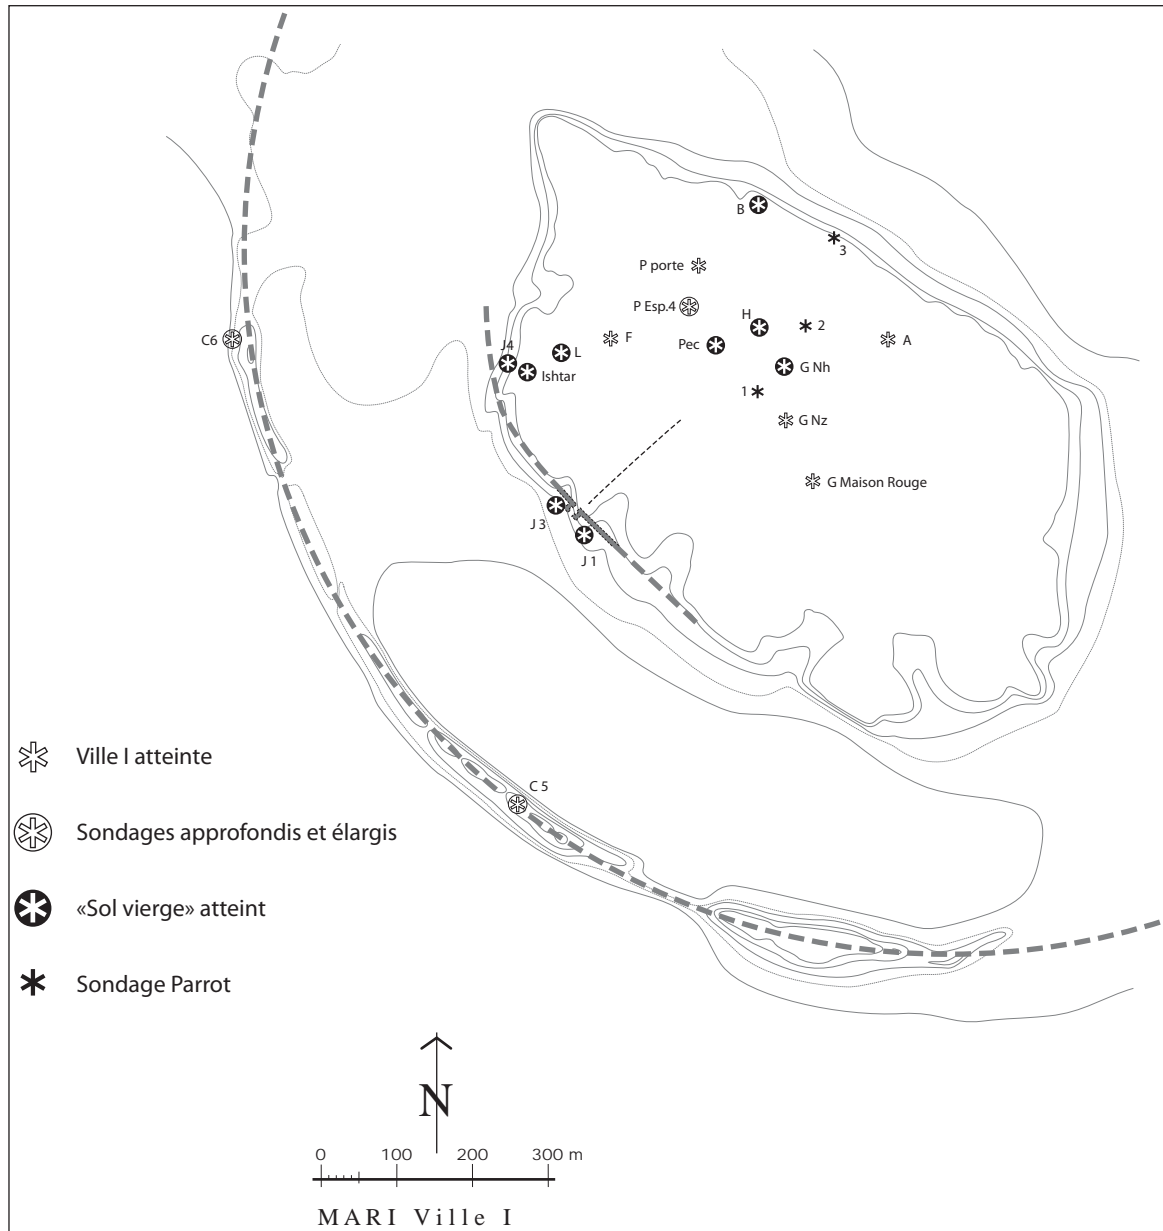 B
3
P porte
P Esp.4
H
2
C6
F
A
J4
L
Pec
Ishtar
G Nh
1
G Nz
G Maison Rouge
J 3
J 1
Ville I atteinte
C 5
Sondages approfondis et élargis
«Sol vierge» atteint
Sondage Parrot
N
0 100 200 300 m
MARI Ville I